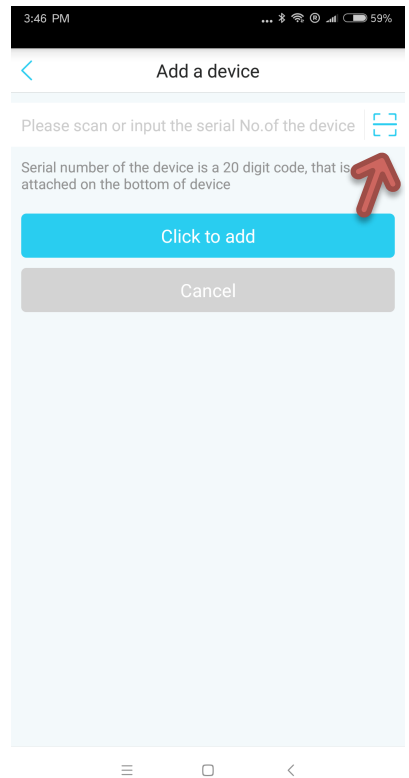 3:46 PM ... ® 59%
Add a device
Please scan or input the serial No.of the device
Serial number of the device is a 20 digit code, that is
attached on the bottom of device
Click to add
Cancel